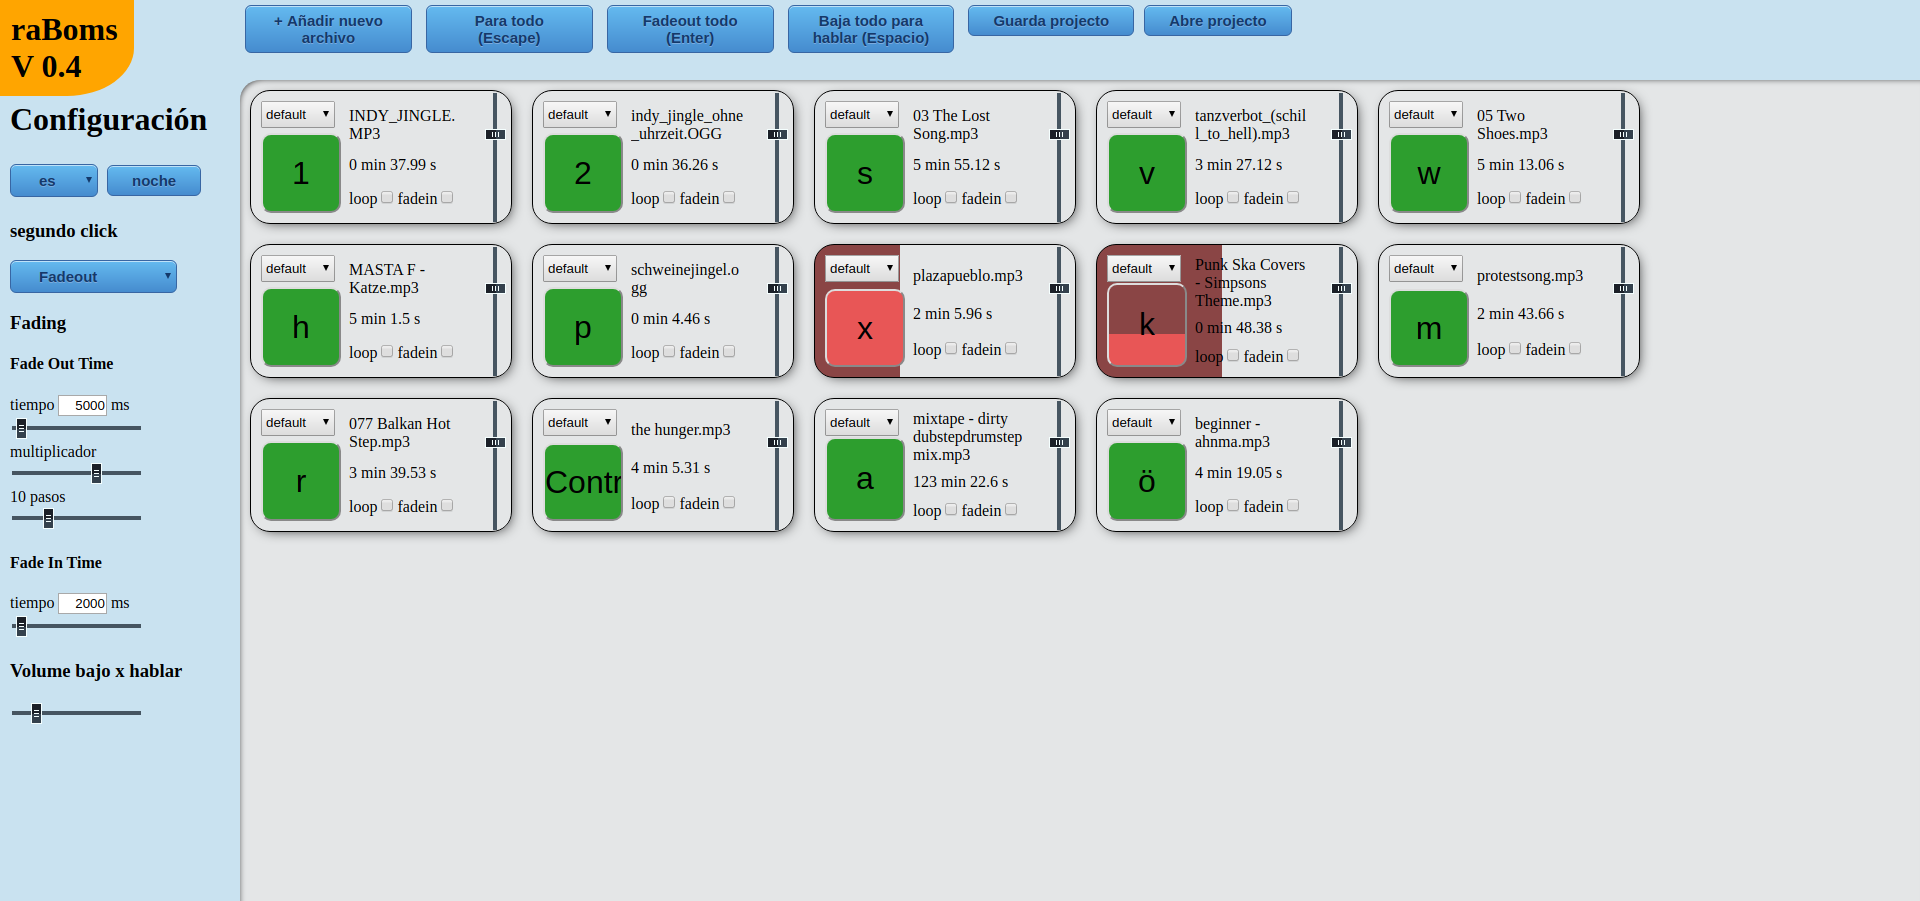 raBoms
V 0.4
+ Añadir nuevo
archivo
Para todo
(Escape)
Fadeout todo
(Enter)
Baja todo para
hablar (Espacio)
Guarda projecto
Abre projecto
Configuración
es
noche
segundo click
Fadeout
Fading
Fade Out Time
tiempo 5000 ms
multiplicador
10 pasos
Fade In Time
tiempo 2000 ms
Volume bajo x hablar
default
1
INDY_JINGLE.
MP3
0 min 37.99 s
loop fadein
default
2
indy_jingle_ohne
_uhrzeit.OGG
0 min 36.26 s
loop fadein
default
s
03 The Lost
Song.mp3
5 min 55.12 s
loop fadein
default
v
tanzverbot_(schil
l_to_hell).mp3
3 min 27.12 s
loop fadein
default
w
05 Two
Shoes.mp3
5 min 13.06 s
loop fadein
default
h
MASTA F -
Katze.mp3
5 min 1.5 s
loop fadein
default
p
schweinejingel.o
gg
0 min 4.46 s
loop fadein
default
x
plazapueblo.mp3
2 min 5.96 s
loop fadein
default
k
Punk Ska Covers
- Simpsons
Theme.mp3
0 min 48.38 s
loop fadein
default
m
protestsong.mp3
2 min 43.66 s
loop fadein
default
r
077 Balkan Hot
Step.mp3
3 min 39.53 s
loop fadein
default
Contr
the hunger.mp3
4 min 5.31 s
loop fadein
default
a
mixtape - dirty
dubstepdrumstep
mix.mp3
123 min 22.6 s
loop fadein
default
ö
beginner -
ahnma.mp3
4 min 19.05 s
loop fadein